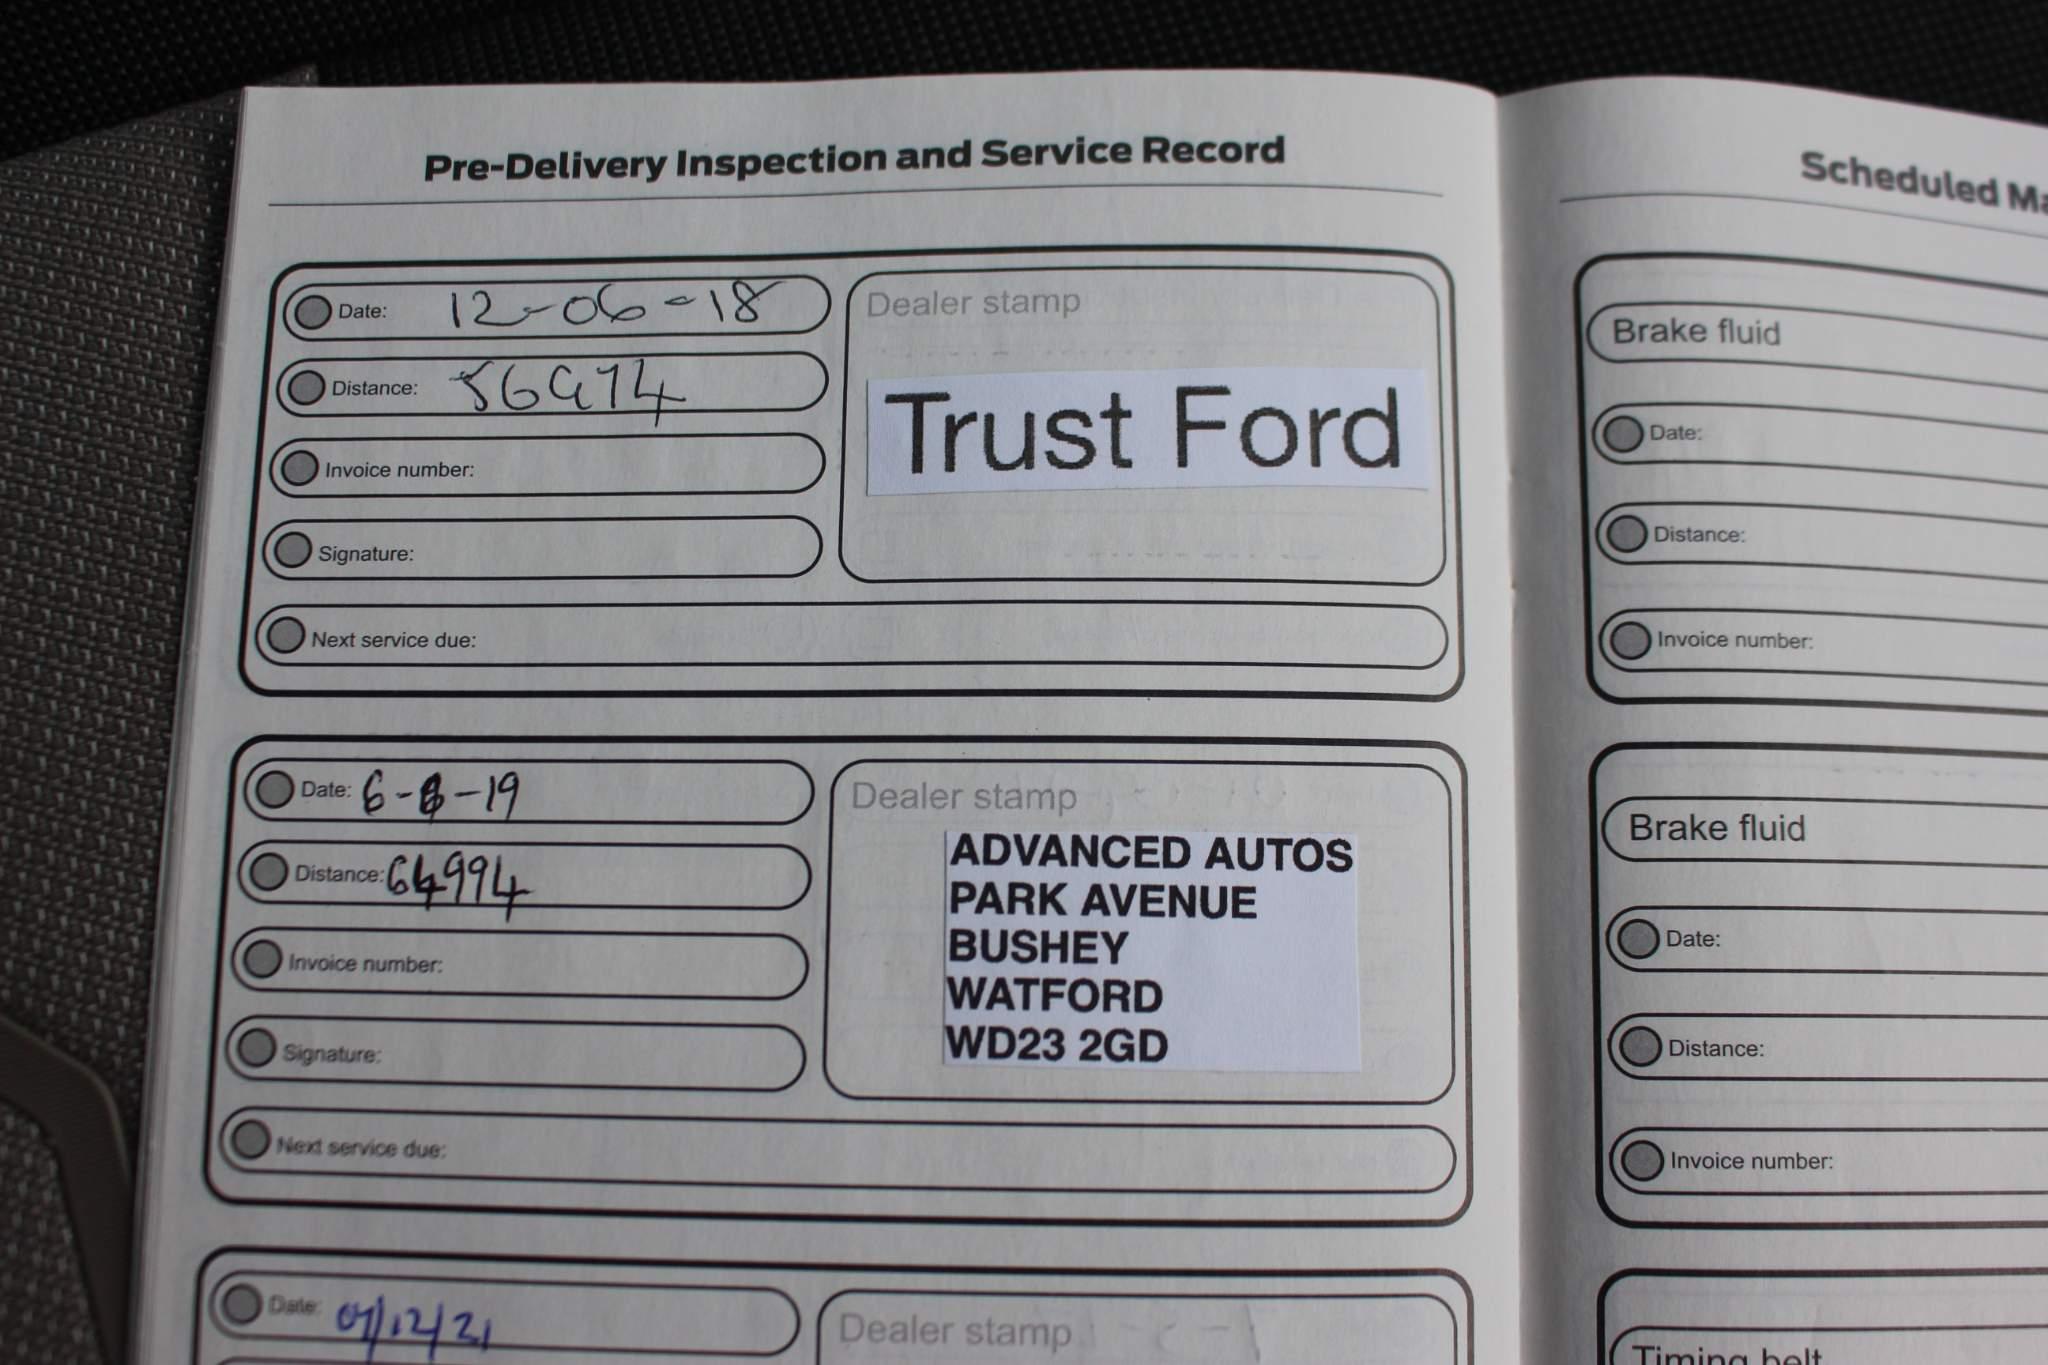 Pre-Delivery Inspection and Service Record
Date: 12-06-18
Distance: 56974
Invoice number:
Signature:
Next service due:
Dealer stamp
Trust Ford
Date: 6-8-19
Distance: 64994
Invoice number:
Signature:
Next service due:
Dealer stamp
ADVANCED AUTOS
PARK AVENUE
BUSHEY
WATFORD
WD23 2GD
Date: 07/12/21
Dealer stamp
Scheduled Ma
Brake fluid
Date:
Distance:
Invoice number:
Brake fluid
Date:
Distance:
Invoice number:
Timing belt